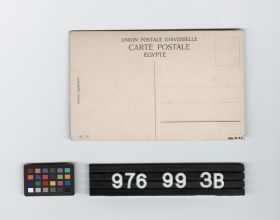 UNION POSTALE UNIVERSELLE
CARTE POSTALE
EGYPTE
976 99 3B